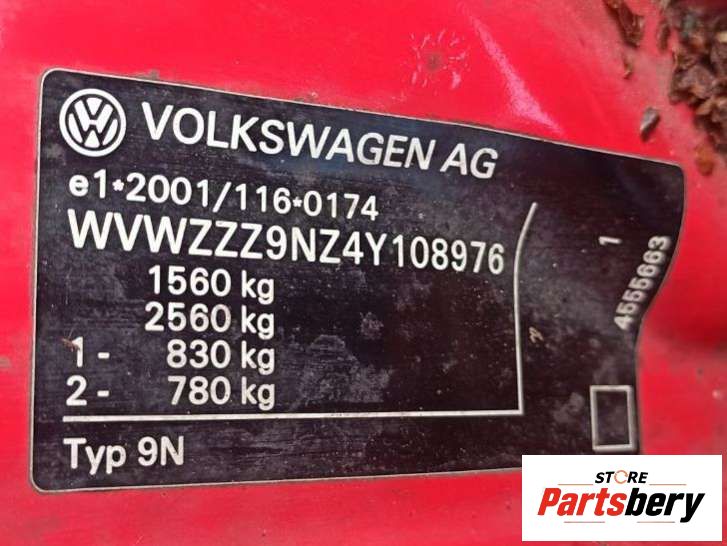 VOLKSWAGEN AG
e1*2001/116*0174
WVWZZZ9NZ4Y108976
1560 kg
2560 kg
1- 830 kg
2- 780 kg
Typ 9N
1
4555663
STORE
Partsbery